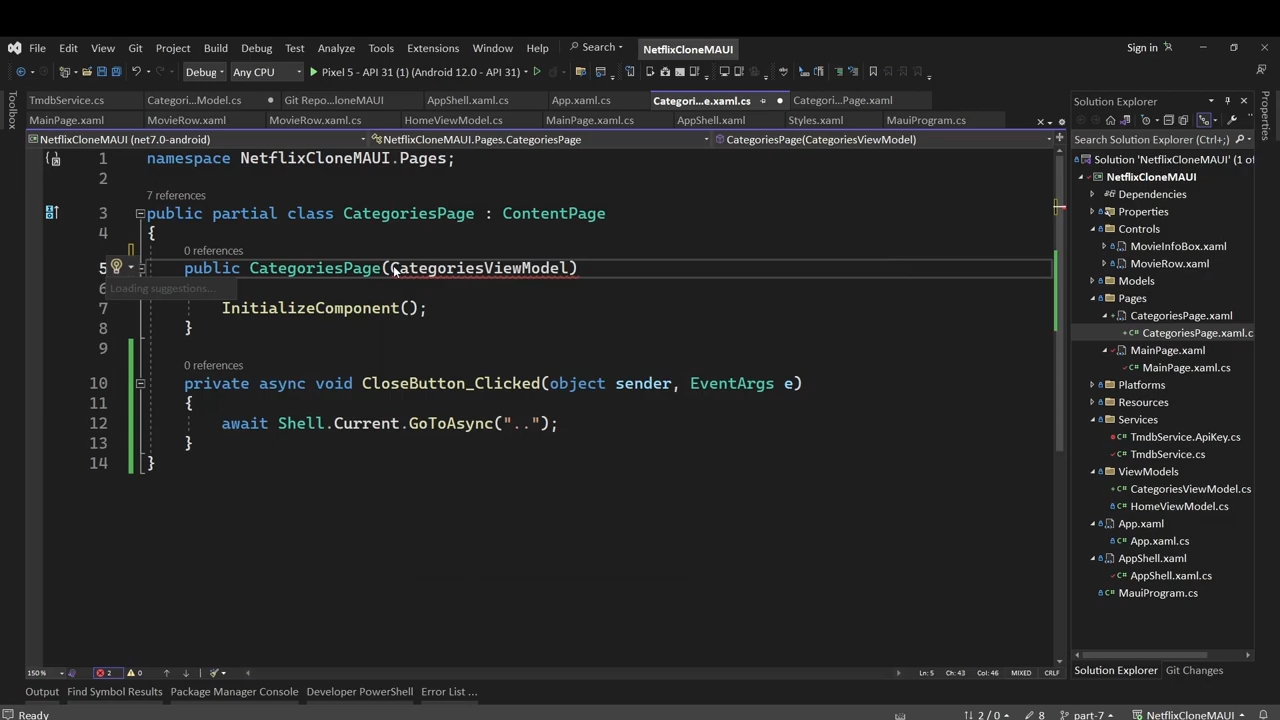 File Edit View Git Project Build Debug Test Analyze Tools Extensions Window Help Search NetflixCloneMAUI Sign in
Debug Any CPU Pixel 5 - API 31 (1) (Android 12.0 - API 31)
TmdbService.cs Categori...Model.cs Git Repo...loneMAUI AppShell.xaml.cs App.xaml.cs Categori...e.xaml.cs Categori...Page.xaml
MainPage.xaml MovieRow.xaml MovieRow.xaml.cs HomeViewModel.cs MainPage.xaml.cs AppShell.xaml Styles.xaml MauiProgram.cs
NetflixCloneMAUI (net7.0-android) NetflixCloneMAUI.Pages.CategoriesPage CategoriesPage(CategoriesViewModel)
1 namespace NetflixCloneMAUI.Pages;
2
7 references
3 public partial class CategoriesPage : ContentPage
4 {
0 references
5 public CategoriesPage(CategoriesViewModel)
Loading suggestions...
7 InitializeComponent();
8 }
9
0 references
10 private async void CloseButton_Clicked(object sender, EventArgs e)
11 {
12 await Shell.Current.GoToAsync("..");
13 }
14 }
150 % 2 0 Ln: 5 Ch: 43 Col: 46 MIXED CRLF
Output Find Symbol Results Package Manager Console Developer PowerShell Error List ...
Ready 2 / 0 8 part-7 NetflixCloneMAUI
Toolbox
Solution Explorer
Search Solution Explorer (Ctrl+;)
Solution 'NetflixCloneMAUI' (1 of
NetflixCloneMAUI
Dependencies
Properties
Controls
MovieInfoBox.xaml
MovieRow.xaml
Models
Pages
CategoriesPage.xaml
CategoriesPage.xaml.c
MainPage.xaml
MainPage.xaml.cs
Platforms
Resources
Services
TmdbService.ApiKey.cs
TmdbService.cs
ViewModels
CategoriesViewModel.cs
HomeViewModel.cs
App.xaml
App.xaml.cs
AppShell.xaml
AppShell.xaml.cs
MauiProgram.cs
Solution Explorer Git Changes
Properties